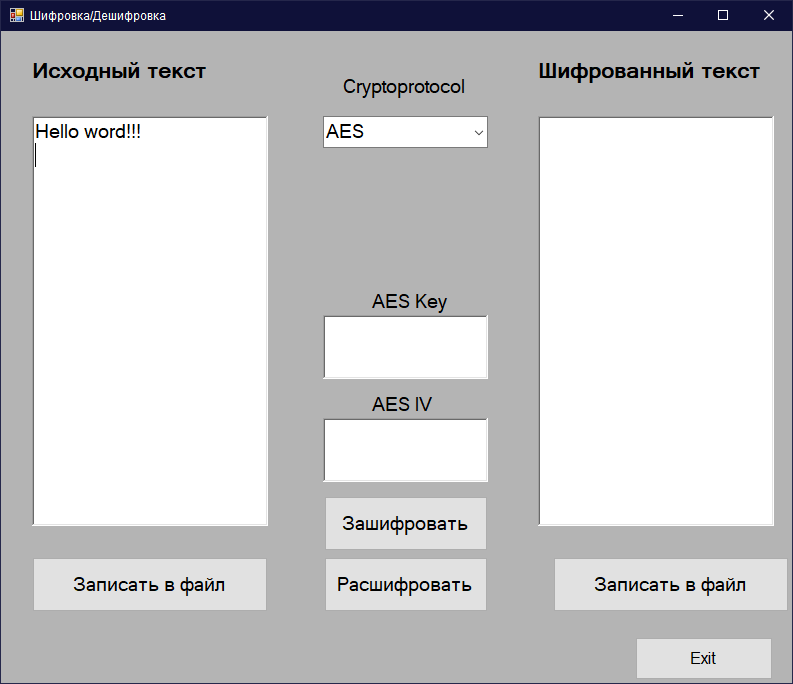 Шифровка/Дешифровка
Исходный текст
Cryptoprotocol
Шифрованный текст
Hello word!!!
AES
AES Key
AES IV
Зашифровать
Записать в файл
Расшифровать
Записать в файл
Exit